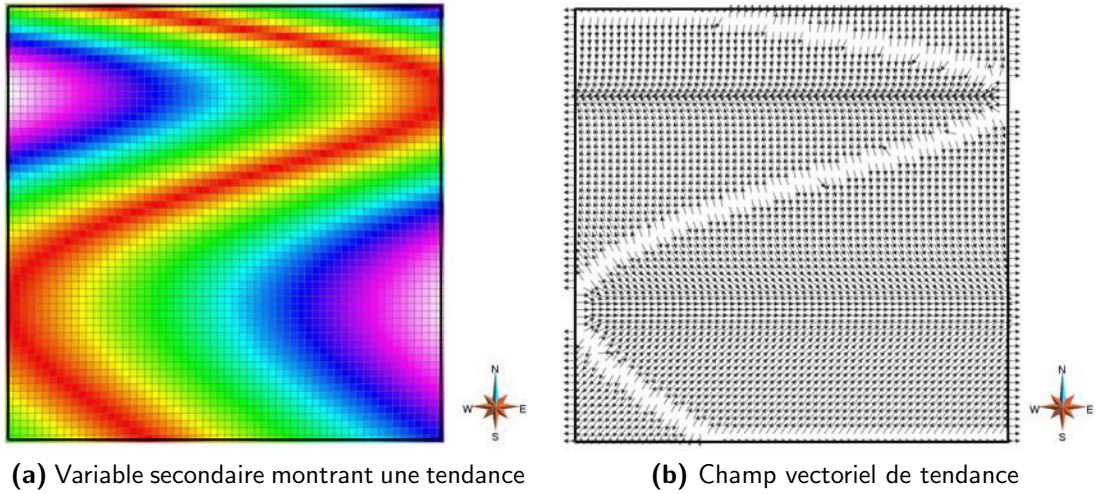 N
W E
S
N
W E
S
(a) Variable secondaire montrant une tendance
(b) Champ vectoriel de tendance